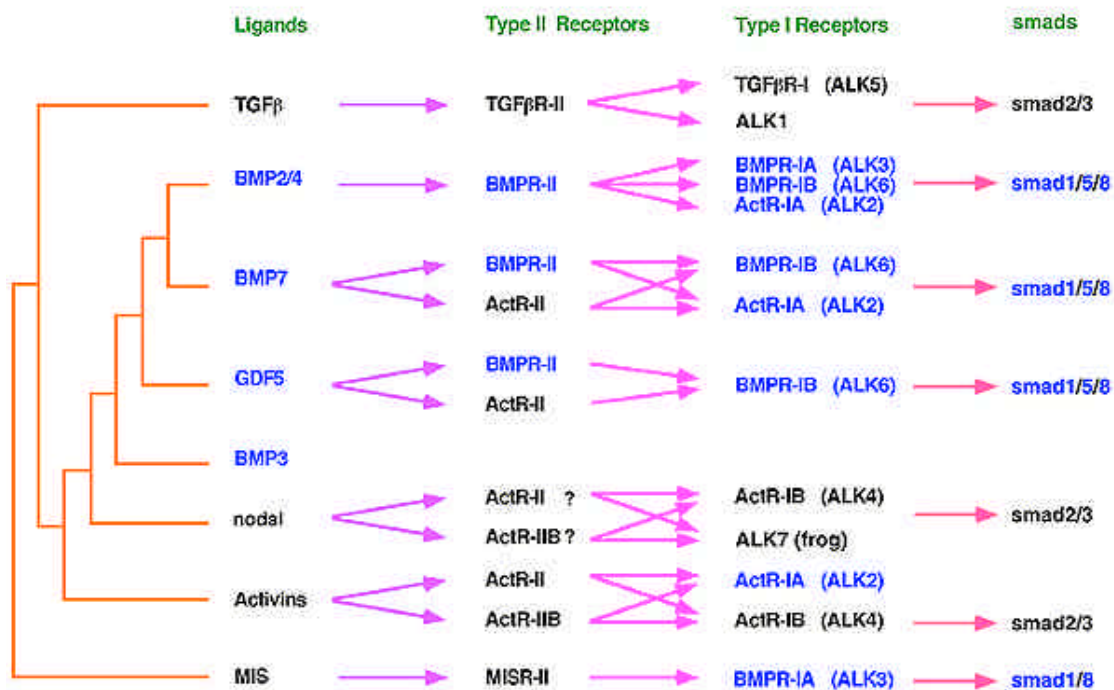 Ligands Type II Receptors Type I Receptors smads
TGFβR-I (ALK5)
TGFβ TGFβR-II smad2/3
ALK1
BMPR-IA (ALK3)
BMP2/4 BMPR-II BMPR-IB (ALK6) smad1/5/8
ActR-IA (ALK2)
BMPR-II BMPR-IB (ALK6)
BMP7 smad1/5/8
ActR-II ActR-IA (ALK2)
BMPR-II
GDF5 BMPR-IB (ALK6) smad1/5/8
ActR-II
BMP3
ActR-II ? ActR-IB (ALK4)
nodal smad2/3
ActR-IIB ? ALK7 (frog)
ActR-II ActR-IA (ALK2)
Activins
ActR-IIB ActR-IB (ALK4) smad2/3
MIS MISR-II BMPR-IA (ALK3) smad1/8